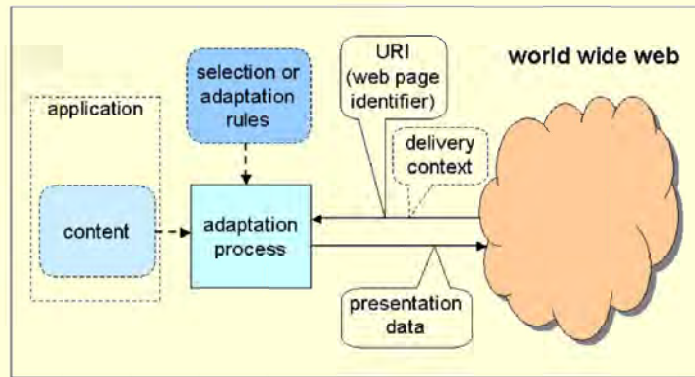 application
content
selection or
adaptation
rules
adaptation
process
URI
(web page
identifier)
delivery
context
presentation
data
world wide web